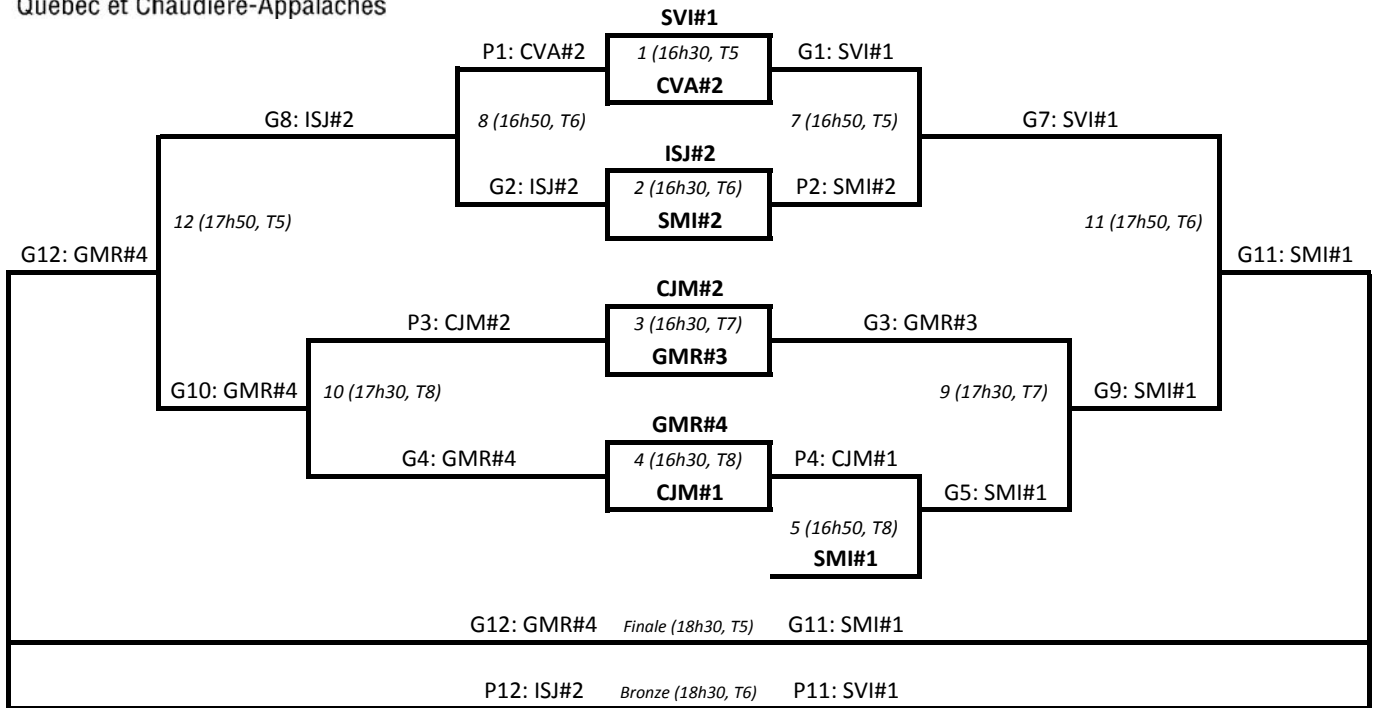 Québec et Chaudière-Appalaches
SVI#1
P1: CVA#2 1 (16h30, T5 G1: SVI#1
CVA#2
G8: ISJ#2 8 (16h50, T6) 7 (16h50, T5) G7: SVI#1
ISJ#2
G2: ISJ#2 2 (16h30, T6) P2: SMI#2
12 (17h50, T5) SMI#2 11 (17h50, T6)
G12: GMR#4 G11: SMI#1
CJM#2
P3: CJM#2 3 (16h30, T7) G3: GMR#3
GMR#3
G10: GMR#4 10 (17h30, T8) 9 (17h30, T7) G9: SMI#1
GMR#4
G4: GMR#4 4 (16h30, T8) P4: CJM#1
CJM#1 G5: SMI#1
5 (16h50, T8)
SMI#1
G12: GMR#4 Finale (18h30, T5) G11: SMI#1
P12: ISJ#2 Bronze (18h30, T6) P11: SVI#1